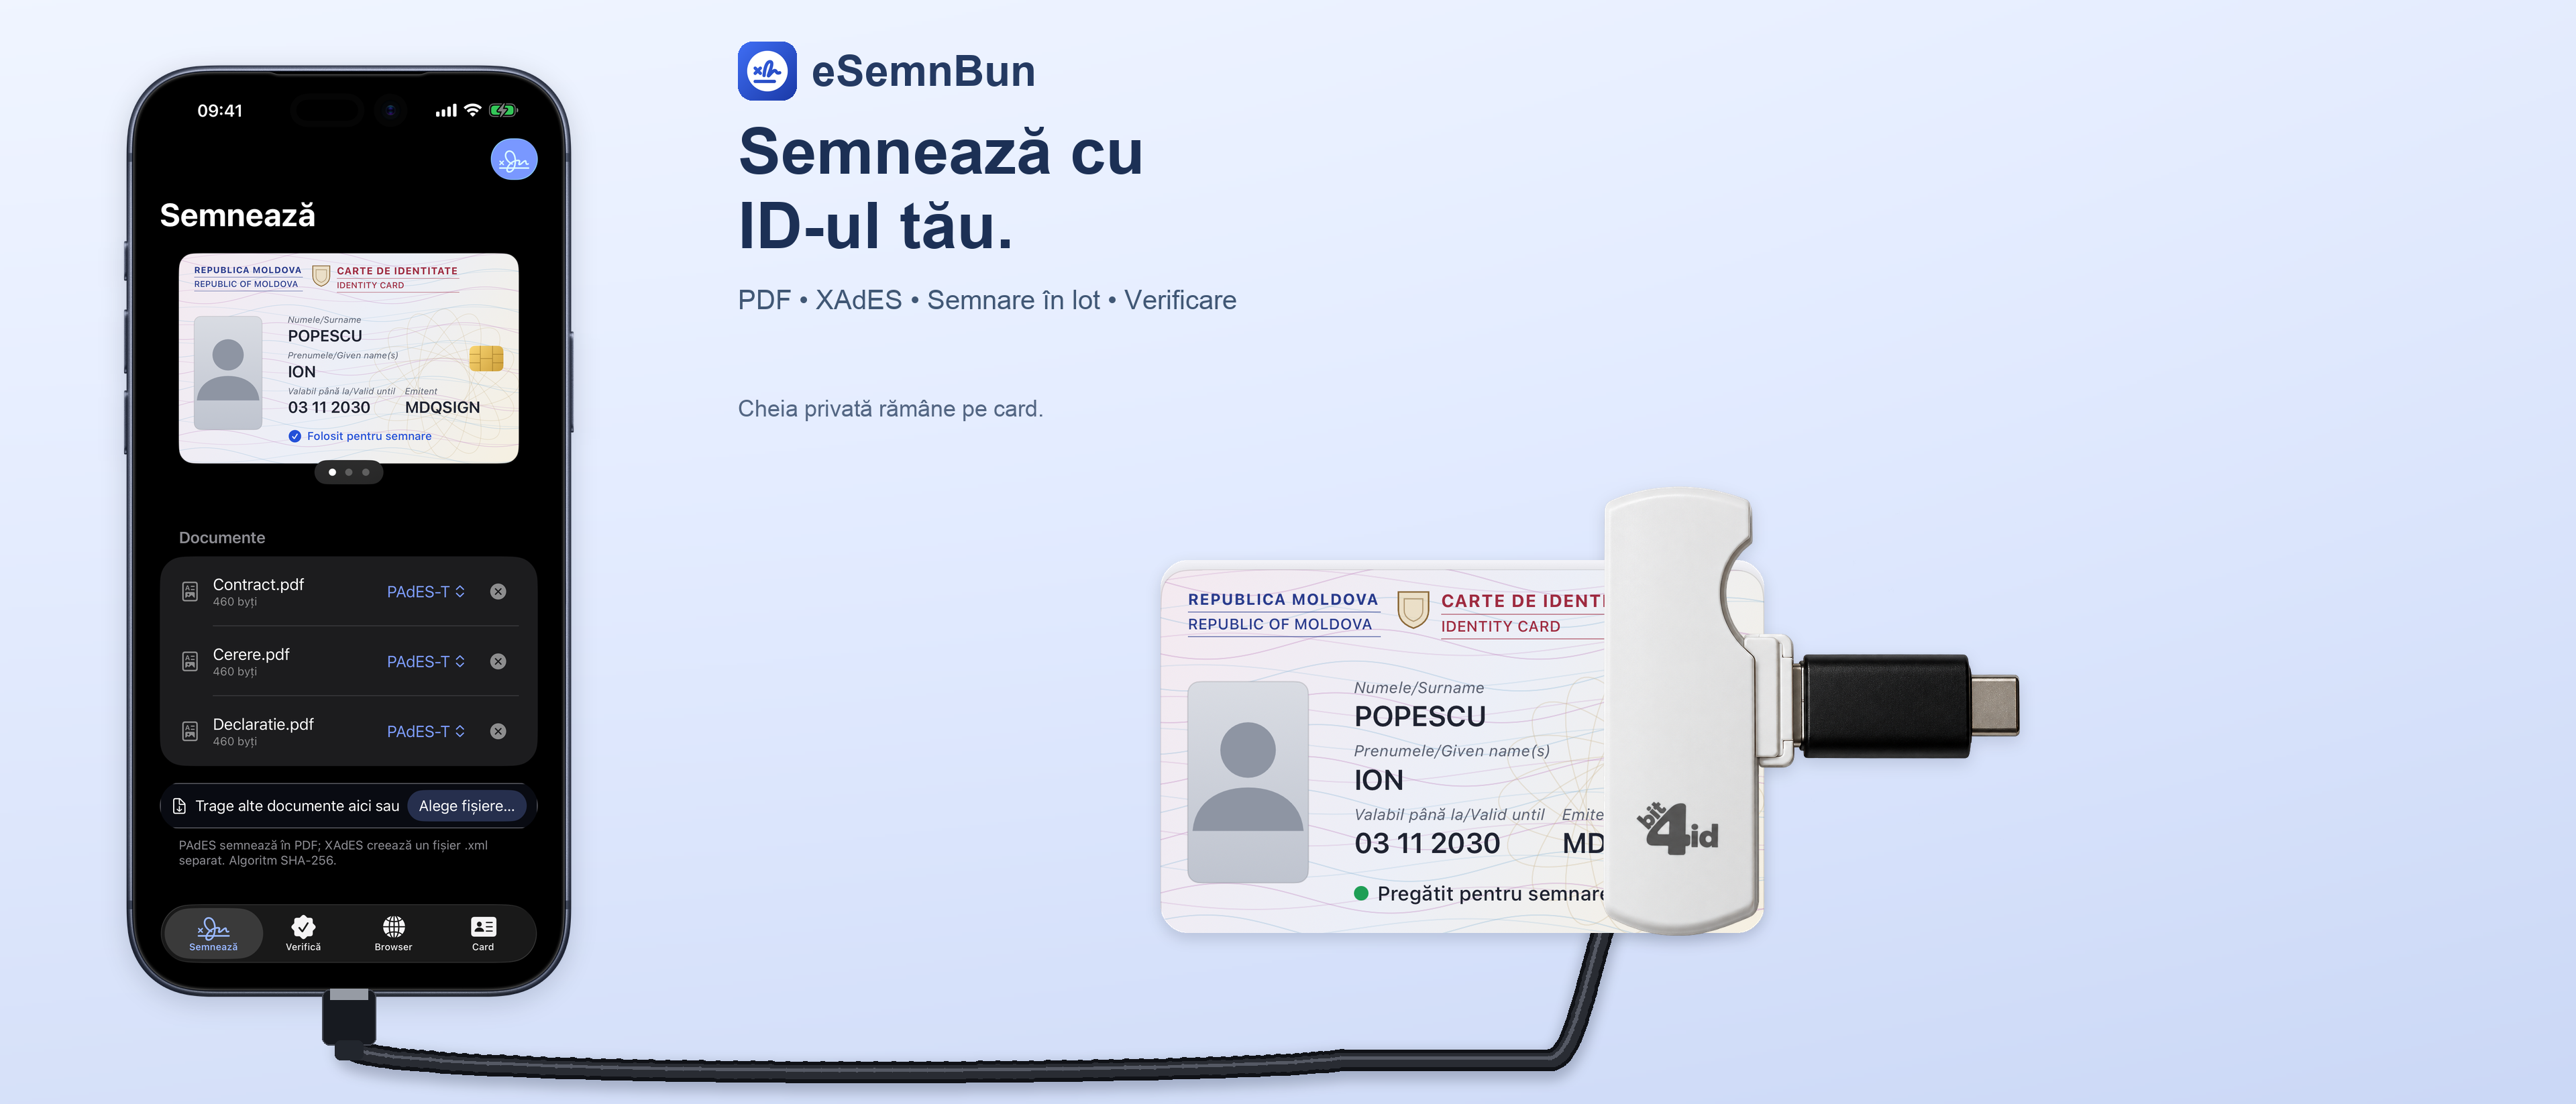 09:41
Semnează
REPUBLICA MOLDOVA
REPUBLIC OF MOLDOVA
CARTE DE IDENTITATE
IDENTITY CARD
Numele/Surname
POPESCU
Prenumele/Given name(s)
ION
Valabil până la/Valid until Emitent
03 11 2030 MDQSIGN
Folosit pentru semnare
Documente
Contract.pdf
460 byți
PAdES-T
Cerere.pdf
460 byți
PAdES-T
Declaratie.pdf
460 byți
PAdES-T
Trage alte documente aici sau Alege fișiere...
PAdES semnează în PDF; XAdES creează un fișier .xml
separat. Algoritm SHA-256.
Semnează Verifică Browser Card
eSemnBun
Semnează cu
ID-ul tău.
PDF • XAdES • Semnare în lot • Verificare
Cheia privată rămâne pe card.
REPUBLICA MOLDOVA
REPUBLIC OF MOLDOVA
CARTE DE IDENTI
IDENTITY CARD
Numele/Surname
POPESCU
Prenumele/Given name(s)
ION
Valabil până la/Valid until Emite
03 11 2030 MD
Pregătit pentru semnare
bit4id